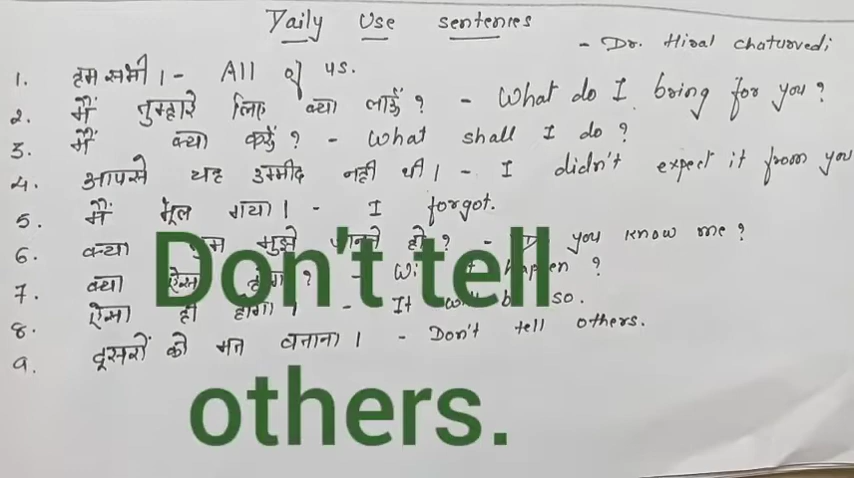 Daily Use sentences
- Dr. Hiral chaturvedi
1. हम सभी । - All of us.
2. मैं तुम्हारे लिए क्या लाऊँ ? - What do I bring for you ?
3. मैं क्या करूँ ? - What shall I do ?
4. आपसे यह उम्मीद नही थी । - I didn't expect it from you
5. मैं भूल गया । - I forgot.
6. क्या मुझे हो ? - you know me ?
7. क्या ऐसा ? - happen ?
8. ऐसा ही होगा । - It so.
9. दूसरों को मत बताना । - Don't tell others.
Don't tell
others.